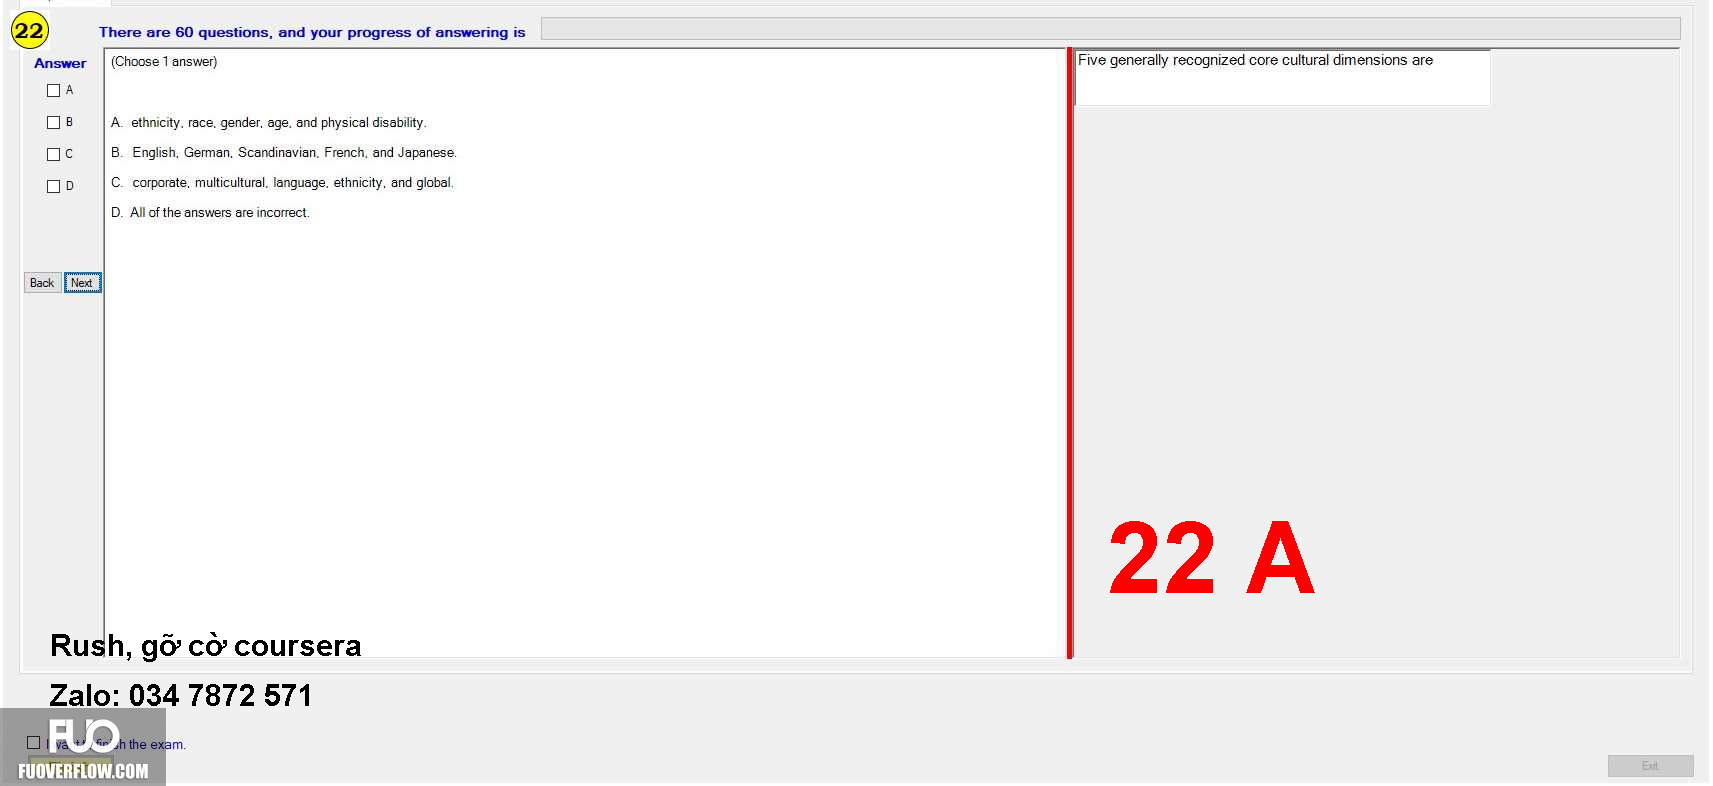 22
There are 60 questions, and your progress of answering is
Answer
(Choose 1 answer)
Five generally recognized core cultural dimensions are
A
B
C
D
A. ethnicity, race, gender, age, and physical disability.
B. English, German, Scandinavian, French, and Japanese.
C. corporate, multicultural, language, ethnicity, and global.
D. All of the answers are incorrect.
Back
Next
22 A
Rush, gỡ cờ coursera
Zalo: 034 7872 571
I want to finish the exam.
FUO
FUOVERFLOW.COM
Exit